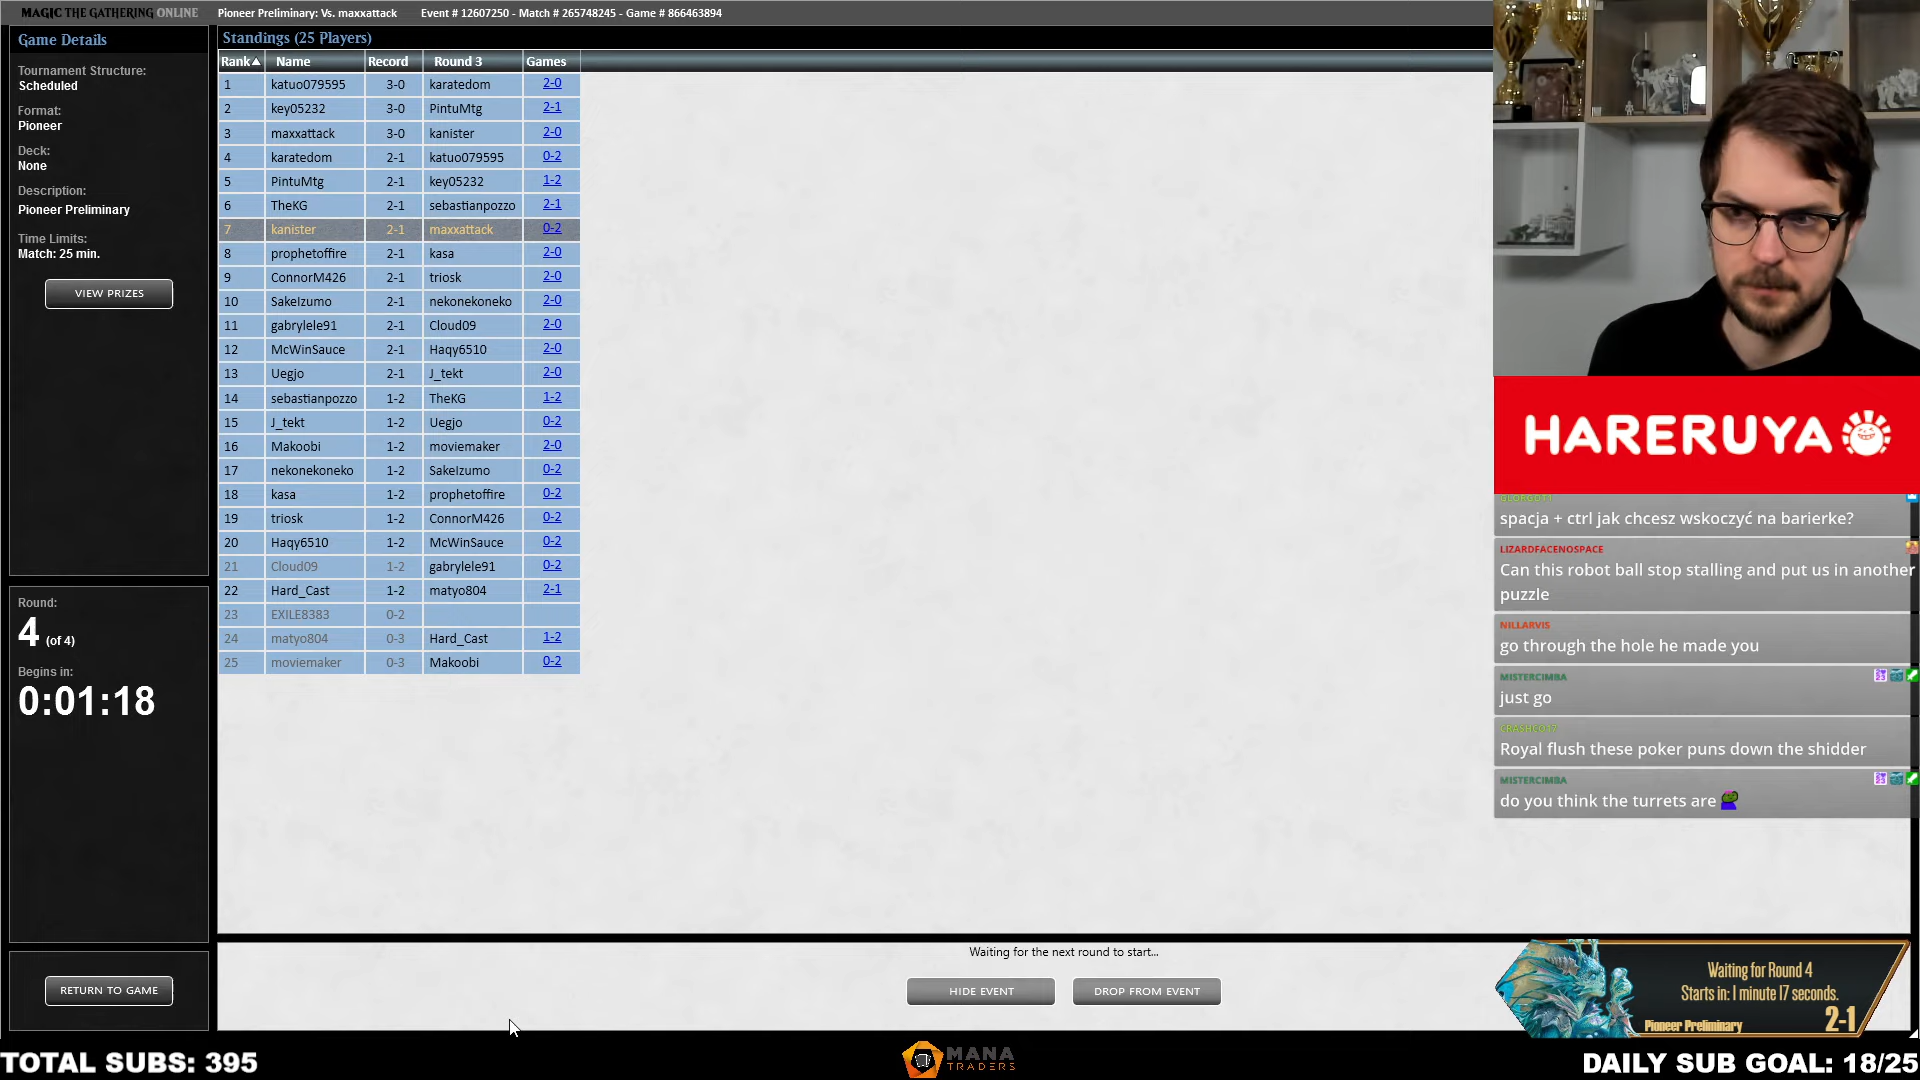 MAGIC THE GATHERING ONLINE
Pioneer Preliminary: Vs. maxxattack Event # 12607250 - Match # 265748245 - Game # 866463894
Game Details
Tournament Structure:
Scheduled
Format:
Pioneer
Deck:
None
Description:
Pioneer Preliminary
Time Limits:
Match: 25 min.
VIEW PRIZES
Round:
4 (of 4)
Begins in:
0:01:18
RETURN TO GAME
Standings (25 Players)
Rank Name Record Round 3 Games
1 katuo079595 3-0 karatedom 2-0
2 key05232 3-0 PintuMtg 2-1
3 maxxattack 3-0 kanister 2-0
4 karatedom 2-1 katuo079595 0-2
5 PintuMtg 2-1 key05232 1-2
6 TheKG 2-1 sebastianpozzo 2-1
7 kanister 2-1 maxxattack 0-2
8 prophetoffire 2-1 kasa 2-0
9 ConnorM426 2-1 triosk 2-0
10 SakeIzumo 2-1 nekonekoneko 2-0
11 gabrylele91 2-1 Cloud09 2-0
12 McWinSauce 2-1 Haqy6510 2-0
13 Uegjo 2-1 J_tekt 2-0
14 sebastianpozzo 1-2 TheKG 1-2
15 J_tekt 1-2 Uegjo 0-2
16 Makoobi 1-2 moviemaker 2-0
17 nekonekoneko 1-2 SakeIzumo 0-2
18 kasa 1-2 prophetoffire 0-2
19 triosk 1-2 ConnorM426 0-2
20 Haqy6510 1-2 McWinSauce 0-2
21 Cloud09 1-2 gabrylele91 0-2
22 Hard_Cast 1-2 matyo804 2-1
23 EXILE8383 0-2
24 matyo804 0-3 Hard_Cast 1-2
25 moviemaker 0-3 Makoobi 0-2
Waiting for the next round to start...
HIDE EVENT
DROP FROM EVENT
HARERUYA
spacja + ctrl jak chcesz wskoczyć na barierke?
LIZARDFACENOSPACE
Can this robot ball stop stalling and put us in another
puzzle
NILLARVIS
go through the hole he made you
MISTERCIMBA
just go
Royal flush these poker puns down the shidder
MISTERCIMBA
do you think the turrets are
Waiting for Round 4
Starts in: 1 minute 17 seconds.
Pioneer Preliminary 2-1
TOTAL SUBS: 395
MANA
TRADERS
DAILY SUB GOAL: 18/25